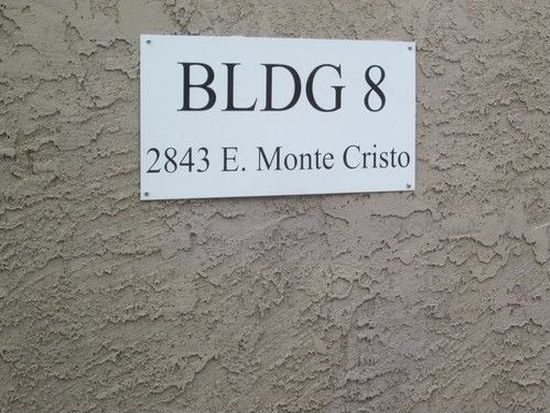 BLDG 8
2843 E. Monte Cristo